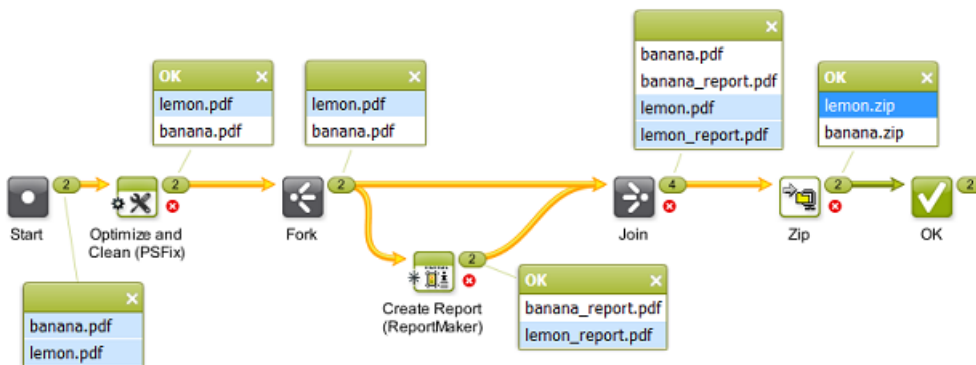 OK
lemon.pdf
banana.pdf
lemon.pdf
banana.pdf
banana.pdf
banana_report.pdf
lemon.pdf
lemon_report.pdf
OK
lemon.zip
banana.zip
2
2
2
4
2
2
Start
Optimize and
Clean (PSFix)
Fork
Join
Zip
OK
2
Create Report
(ReportMaker)
OK
banana_report.pdf
lemon_report.pdf
banana.pdf
lemon.pdf